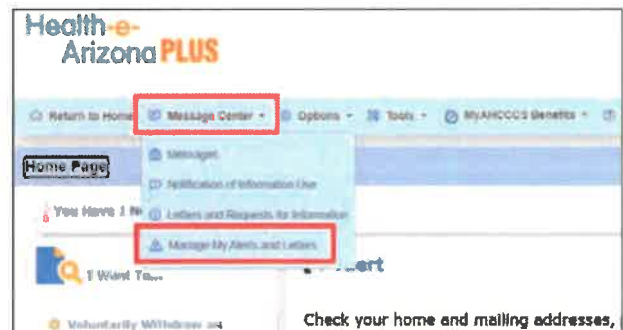 Health-e-
Arizona PLUS
Return to Home Message Center Options Tools MyAHCCCS Benefits
Messages
Home Page
Notification of Information Use
You Have 1
Letters and Requests for Information
Manage My Alerts and Letters
I Want To...
Voluntarily Withdraw
Check your home and mailing addresses,